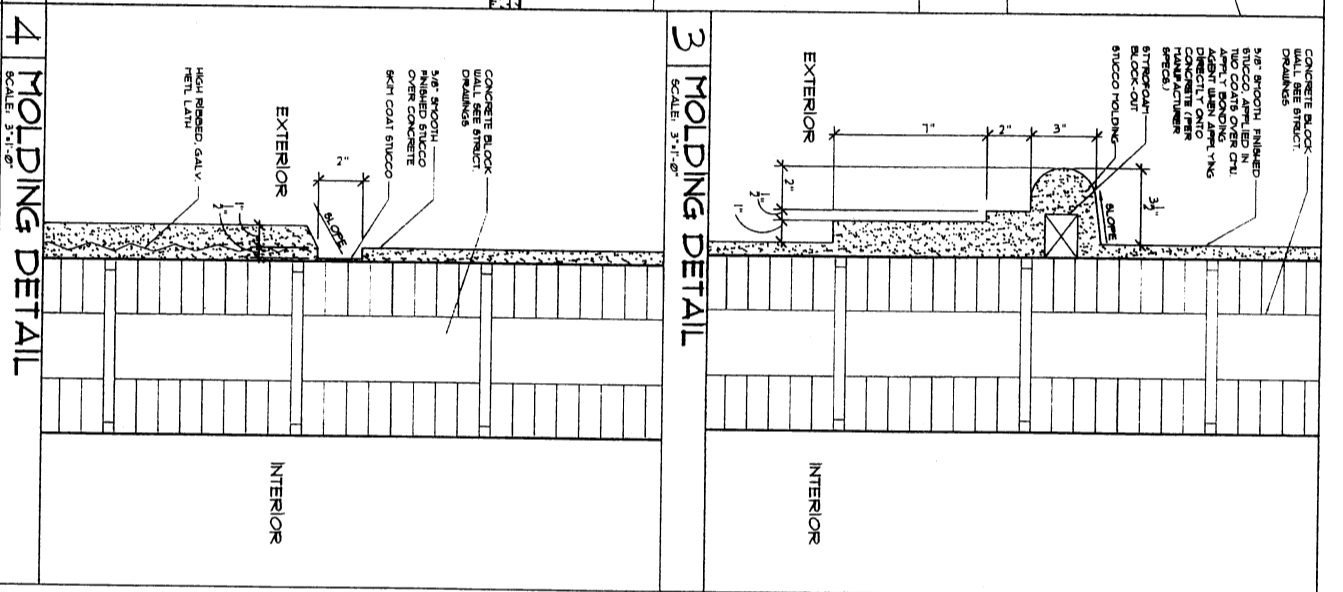 CONCRETE BLOCK
WALL SEE STRUCT.
DRAWINGS
5/8" SMOOTH FINISHED
STUCCO, APPLIED IN
TWO COATS OVER CMU.
APPLY BONDING
AGENT WHEN APPLYING
DIRECTLY ONTO
CONCRETE (PER
MANUFACTURER
SPECS.)
STYROFOAM
BLOCK-OUT
STUCCO MOLDING
EXTERIOR
7"
2"
3"
3½"
SLOPE
2"
½"
1"
INTERIOR
3 MOLDING DETAIL
SCALE: 3"=1'-0"
CONCRETE BLOCK
WALL SEE STRUCT.
DRAWINGS
5/8" SMOOTH
FINISHED STUCCO
OVER CONCRETE
SKIM COAT STUCCO
EXTERIOR
2"
SLOPE
1"
½"
HIGH RIBBED, GALV.
METL LATH
INTERIOR
4 MOLDING DETAIL
SCALE: 3"=1'-0"